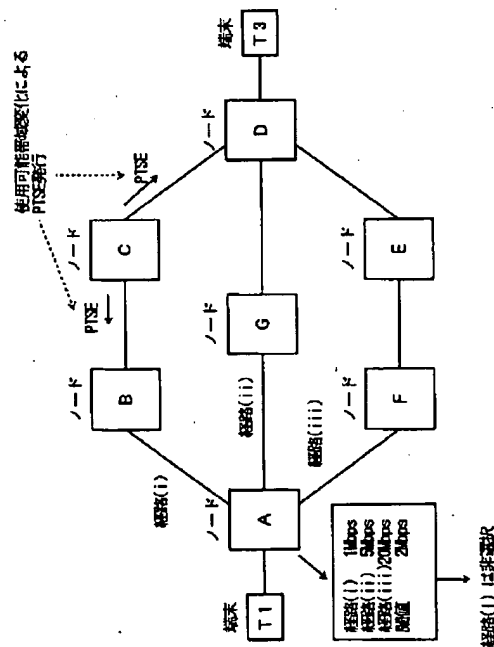 使用可能帯域変化による
PTSE発行
端末
T1
ノード
A
経路(i)
経路(ii)
経路(iii)
ノード
B
PTSE
ノード
C
PTSE
ノード
G
ノード
F
ノード
E
ノード
D
端末
T3
経路(i) 1Mbps
経路(ii) 5Mbps
経路(iii) 20Mbps
閾値 2Mbps
経路(i)は非選択